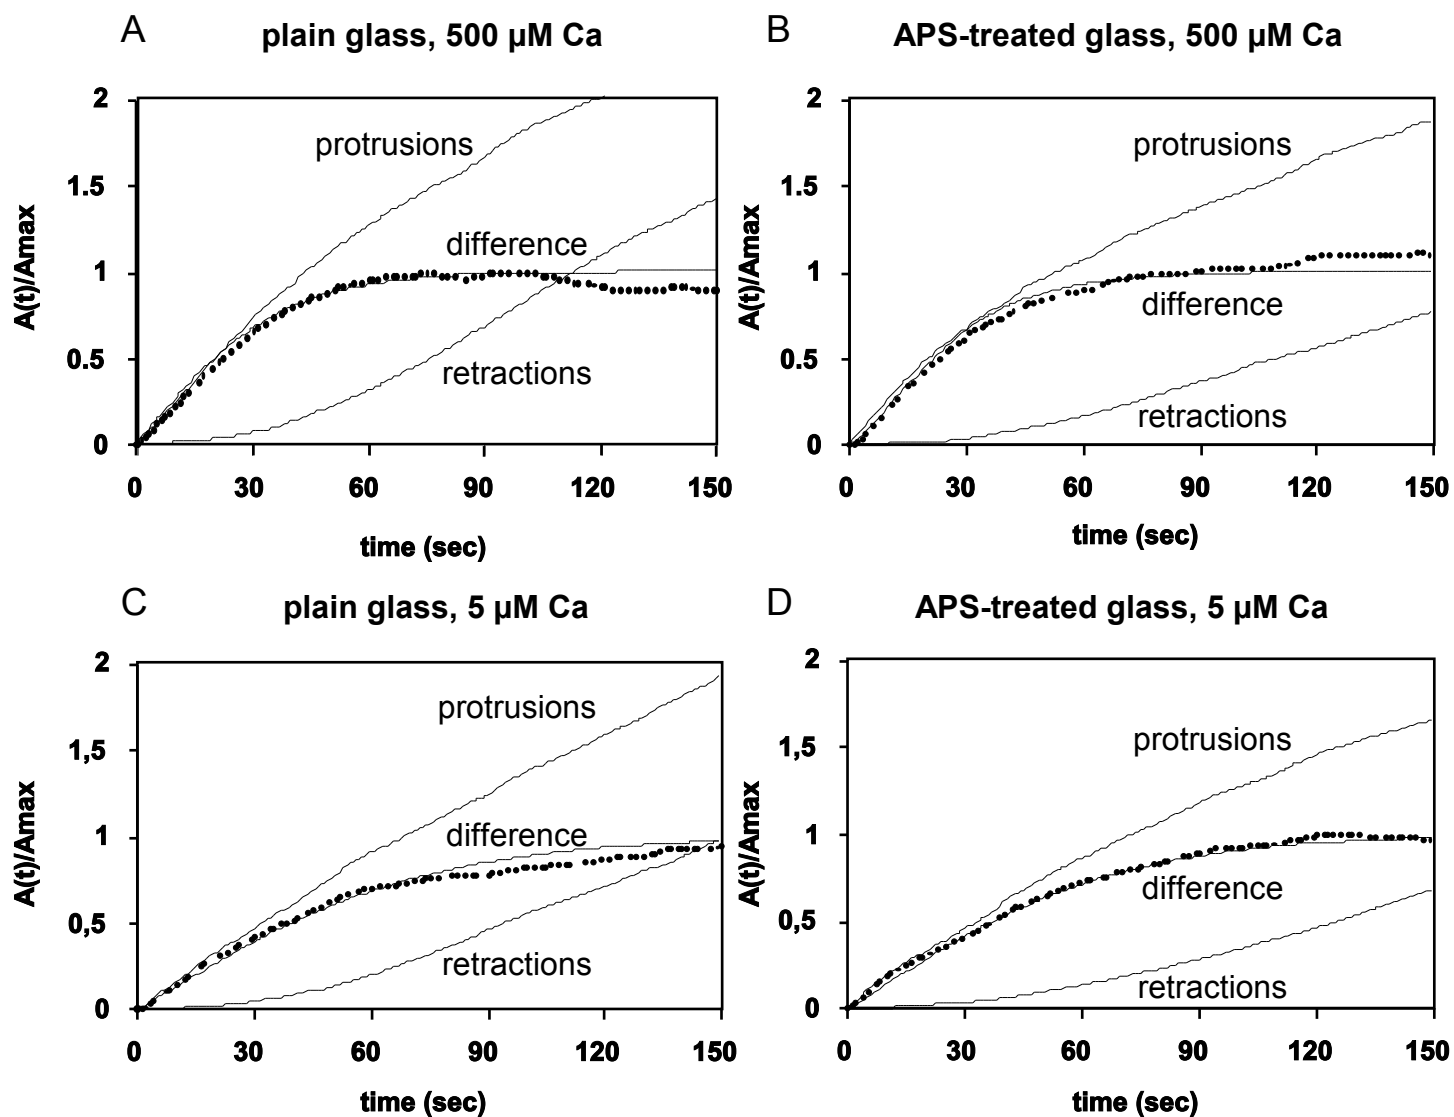 A
plain glass, 500 µM Ca
2
1.5
1
0.5
0
A(t)/Amax
protrusions
difference
retractions
0 30 60 90 120 150
time (sec)
B
APS-treated glass, 500 µM Ca
2
1.5
1
0.5
0
A(t)/Amax
protrusions
difference
retractions
0 30 60 90 120 150
time (sec)
C
plain glass, 5 µM Ca
2
1,5
1
0,5
0
A(t)/Amax
protrusions
difference
retractions
0 30 60 90 120 150
time (sec)
D
APS-treated glass, 5 µM Ca
2
1,5
1
0,5
0
A(t)/Amax
protrusions
difference
retractions
0 30 60 90 120 150
time (sec)